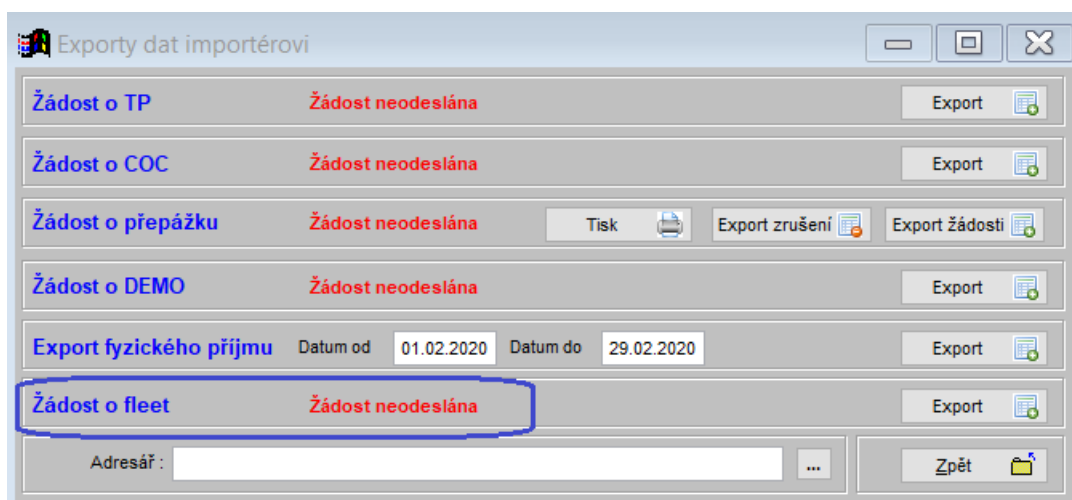 Exporty dat importérovi
Žádost o TP Žádost neodeslána Export
Žádost o COC Žádost neodeslána Export
Žádost o přepážku Žádost neodeslána Tisk Export zrušení Export žádosti
Žádost o DEMO Žádost neodeslána Export
Export fyzického příjmu Datum od 01.02.2020 Datum do 29.02.2020 Export
Žádost o fleet Žádost neodeslána Export
Adresář : ... Zpět